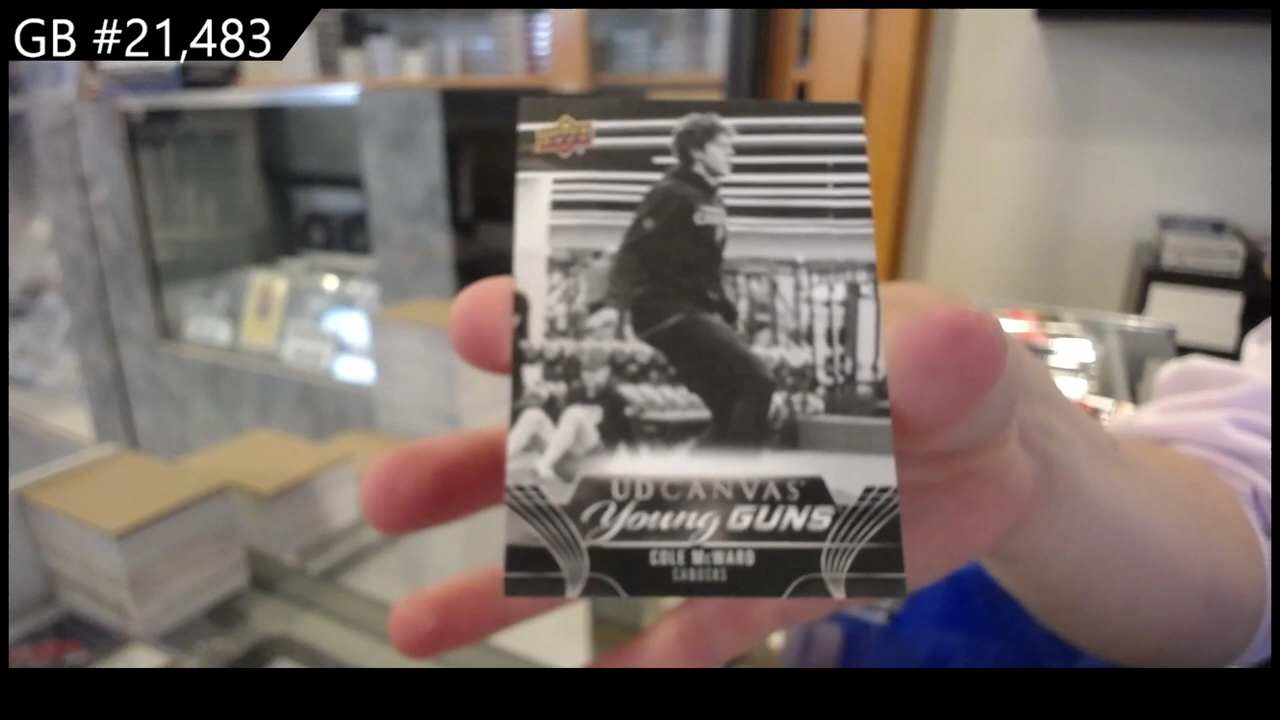 GB #21,483
UD CANVAS
Young GUNS
COLE McWARD
CANUCKS